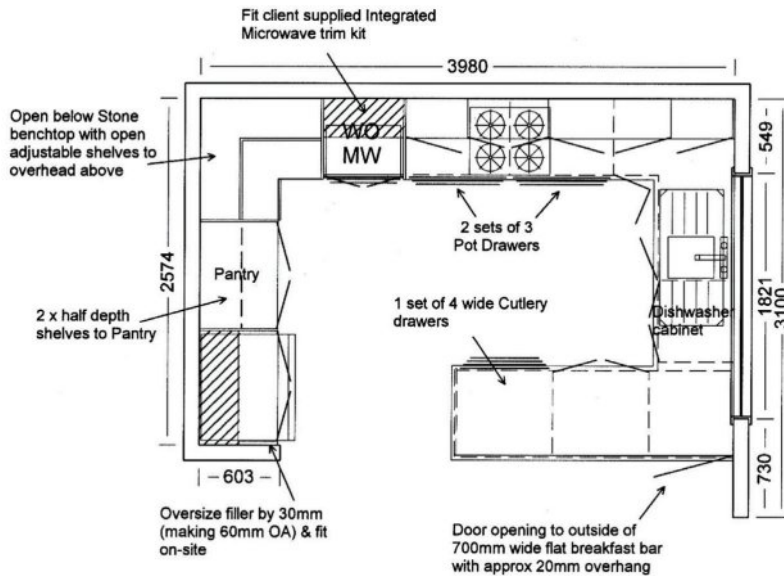 Fit client supplied Integrated
Microwave trim kit
3980
Open below Stone
benchtop with open
adjustable shelves to
overhead above
WO
MW
549
2 sets of 3
Pot Drawers
2574
Pantry
2 x half depth
shelves to Pantry
1 set of 4 wide Cutlery
drawers
Dishwasher
cabinet
1821
3100
603
730
Oversize filler by 30mm
(making 60mm OA) & fit
on-site
Door opening to outside of
700mm wide flat breakfast bar
with approx 20mm overhang